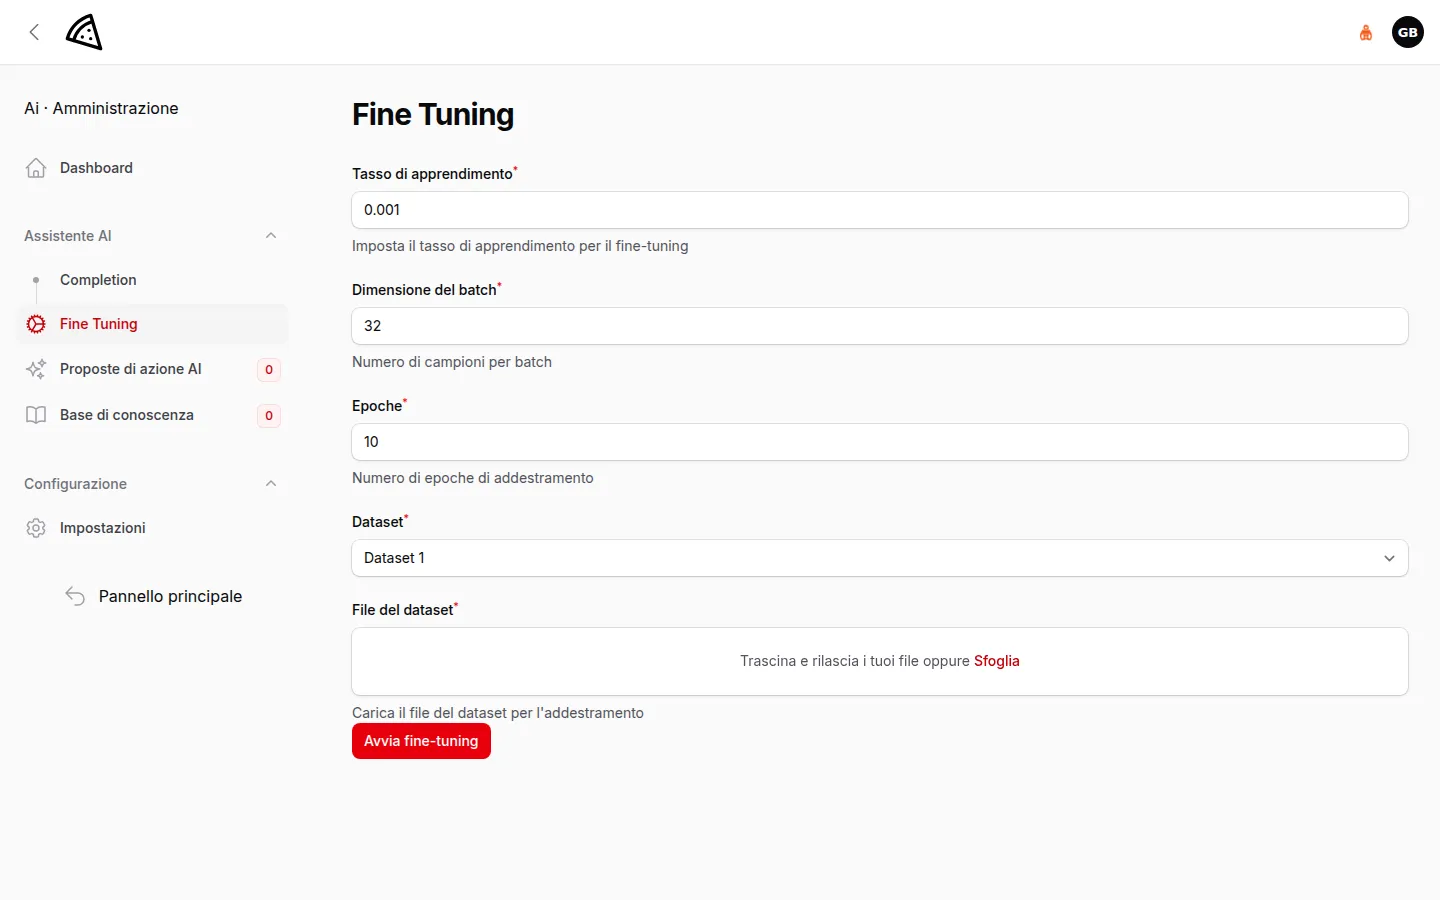 GB
Ai · Amministrazione
Dashboard
Assistente AI
Completion
Fine Tuning
Proposte di azione AI
0
Base di conoscenza
0
Configurazione
Impostazioni
Pannello principale
Fine Tuning
Tasso di apprendimento*
0.001
Imposta il tasso di apprendimento per il fine-tuning
Dimensione del batch*
32
Numero di campioni per batch
Epoche*
10
Numero di epoche di addestramento
Dataset*
Dataset 1
File del dataset*
Trascina e rilascia i tuoi file oppure Sfoglia
Carica il file del dataset per l'addestramento
Avvia fine-tuning